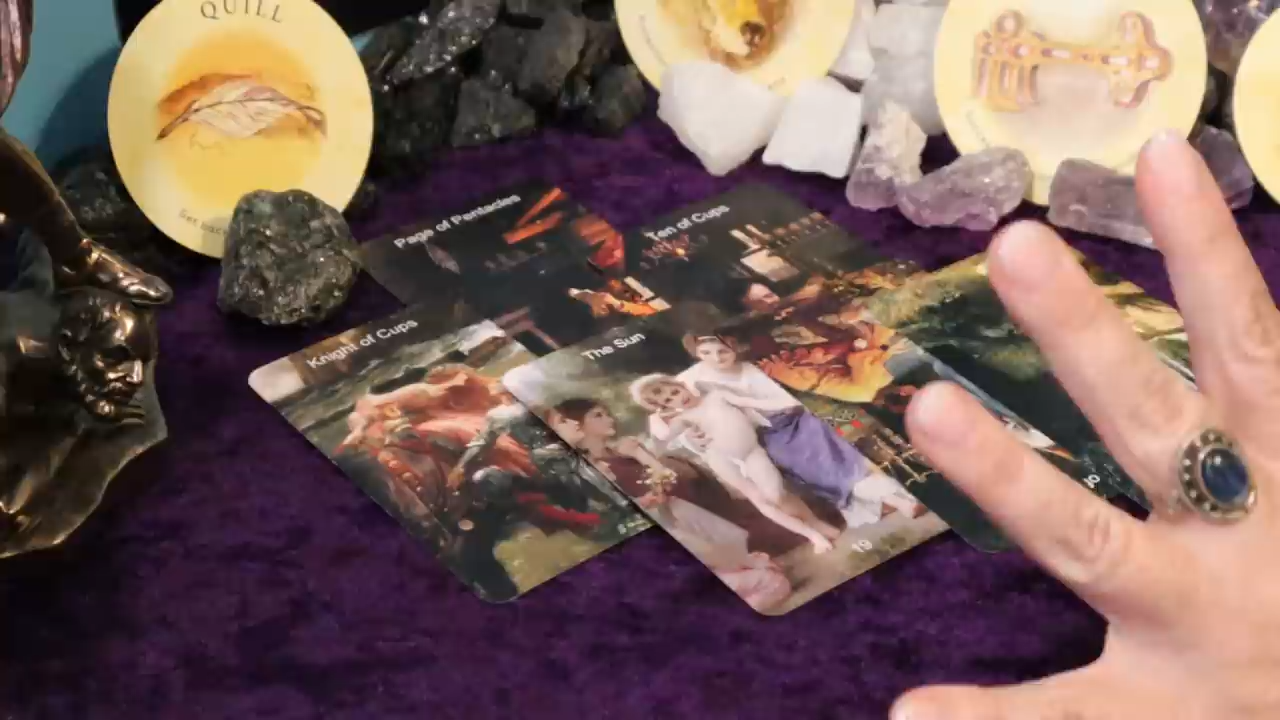 QUILL
Page of Pentacles
Ten of Cups
Knight of Cups
The Sun
19